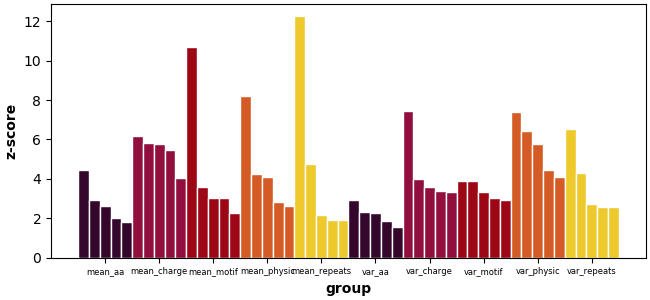 12
10
8
6
4
2
0
z-score
mean_aa mean_charge mean_motif mean_physic mean_repeats var_aa var_charge var_motif var_physic var_repeats
group